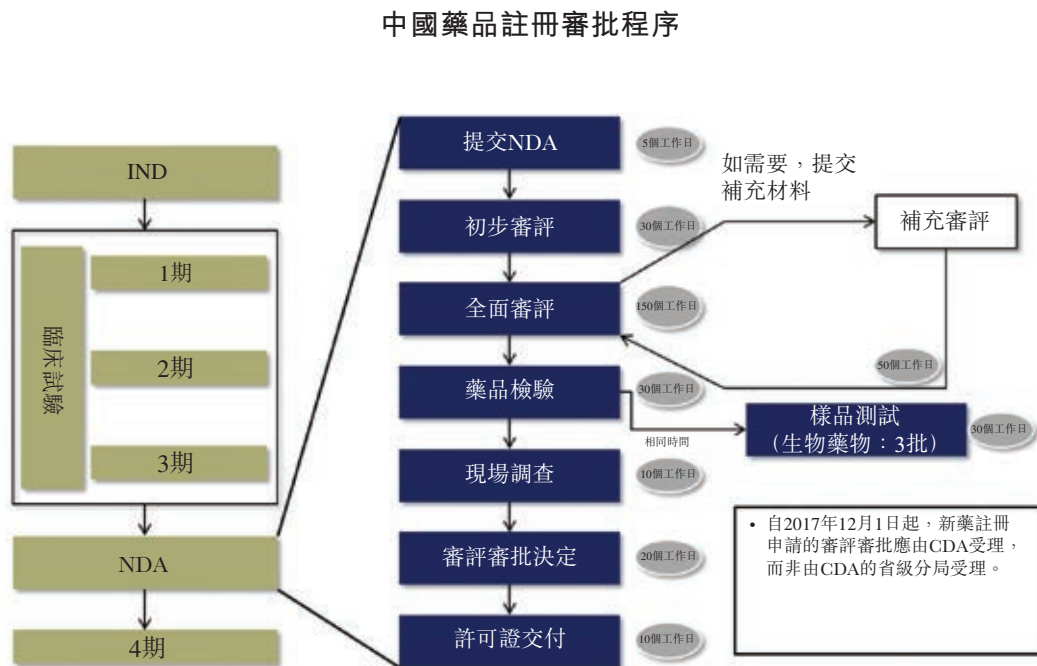 中國藥品註冊審批程序
IND
臨床試驗
1期
2期
3期
NDA
4期
提交NDA
5個工作日
初步審評
30個工作日
全面審評
150個工作日
如需要，提交
補充材料
補充審評
50個工作日
藥品檢驗
30個工作日
相同時間
樣品測試
(生物藥物：3批)
30個工作日
現場調查
10個工作日
審評審批決定
20個工作日
許可證交付
10個工作日
• 自2017年12月1日起，新藥註冊
申請的審評審批應由CDA受理，
而非由CDA的省級分局受理。